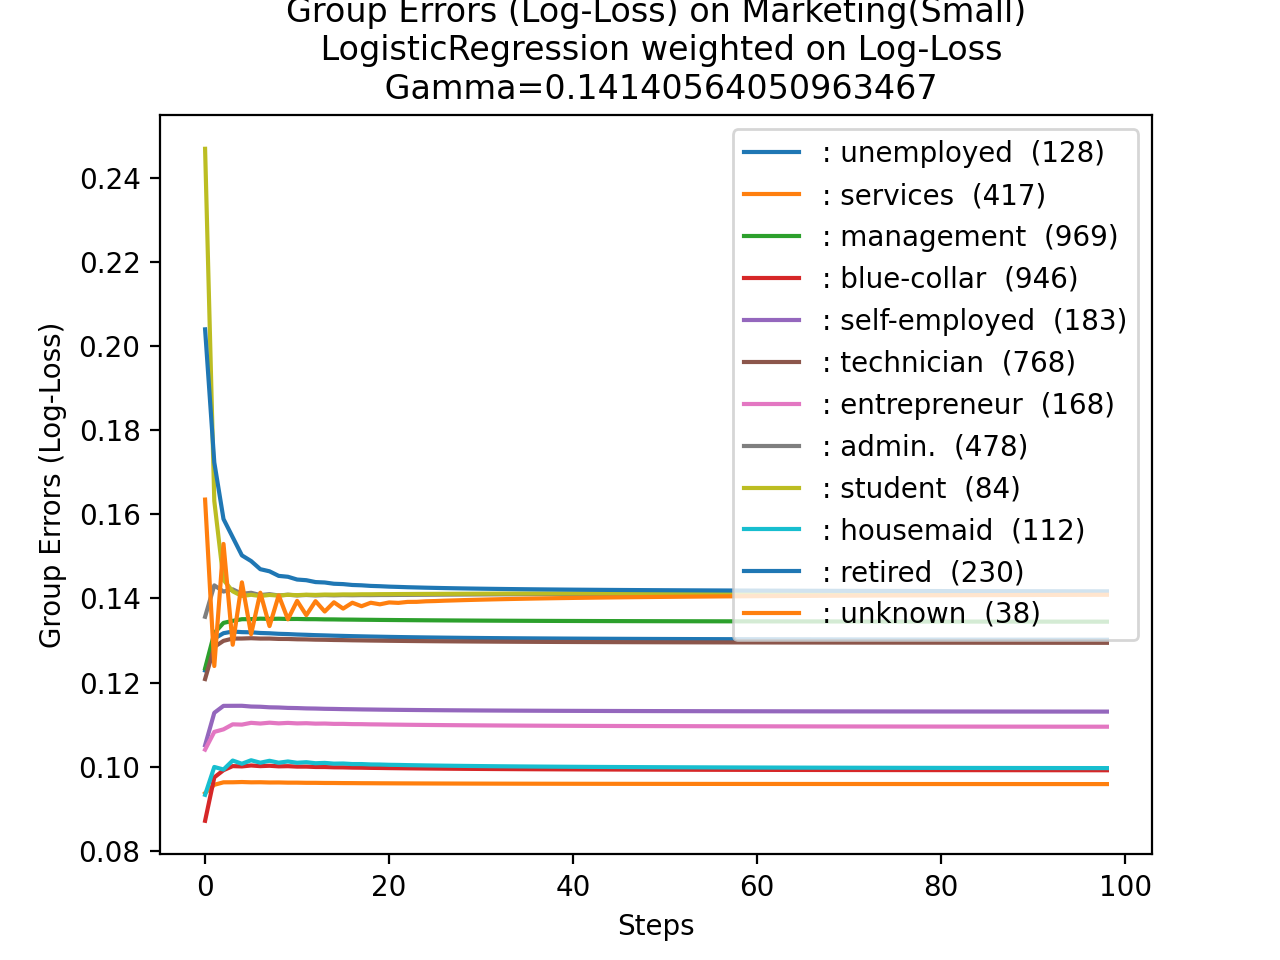 Group Errors (Log-Loss) on Marketing(Small)
LogisticRegression weighted on Log-Loss
Gamma=0.14140564050963467
Group Errors (Log-Loss)
0.24
0.22
0.20
0.18
0.16
0.14
0.12
0.10
0.08
: unemployed (128)
: services (417)
: management (969)
: blue-collar (946)
: self-employed (183)
: technician (768)
: entrepreneur (168)
: admin. (478)
: student (84)
: housemaid (112)
: retired (230)
: unknown (38)
0 20 40 60 80 100
Steps